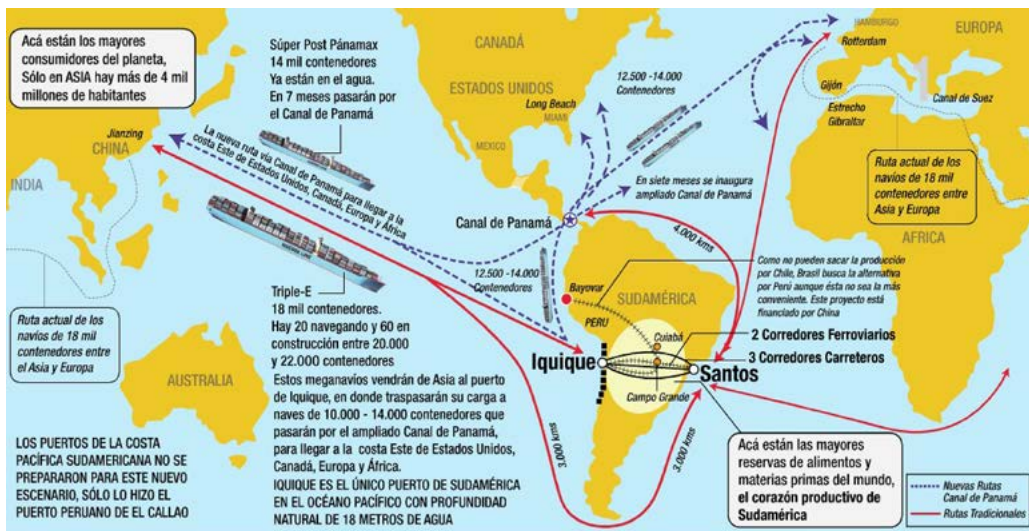 Acá están los mayores
consumidores del planeta,
Sólo en ASIA hay más de 4 mil
millones de habitantes
Súper Post Pánamax
14 mil contenedores
Ya están en el agua.
En 7 meses pasarán por
el Canal de Panamá
CANADÁ
ESTADOS UNIDOS
Long Beach
MIAMI
MEXICO
12.500 -14.000
Contenedores
HAMBURGO
Rotterdam
EUROPA
Gijón
Estrecho
Gibraltar
Canal de Suez
Jianzing
CHINA
INDIA
La nueva ruta vía Canal de Panamá para llegar a la
costa Este de Estados Unidos, Canadá, Europa y África
Ruta actual de los
navíos de 18 mil
contenedores entre
Asia y Europa
En siete meses se inaugura
ampliado Canal de Panamá
Canal de Panamá
AFRICA
4.000 kms
12.500 -14.000
Contenedores
Como no pueden sacar la producción
por Chile, Brasil busca la alternativa
por Perú aunque ésta no sea la más
conveniente. Este proyecto está
financiado por China
Bayovar
SUDAMÉRICA
PERU
Cuiabá
2 Corredores Ferroviarios
3 Corredores Carreteros
Iquique
Santos
Campo Grande
Triple-E
18 mil contenedores.
Hay 20 navegando y 60 en
construcción entre 20.000
y 22.000 contenedores
Ruta actual de los
navíos de 18 mil
contenedores entre
el Asia y Europa
AUSTRALIA
Estos meganavíos vendrán de Asia al puerto
de Iquique, en donde traspasarán su carga a
naves de 10.000 - 14.000 contenedores que
pasarán por el ampliado Canal de Panamá,
para llegar a la costa Este de Estados Unidos,
Canadá, Europa y África.
IQUIQUE ES EL ÚNICO PUERTO DE SUDAMÉRICA
EN EL OCÉANO PACÍFICO CON PROFUNDIDAD
NATURAL DE 18 METROS DE AGUA
3.000 kms
3.000 kms
LOS PUERTOS DE LA COSTA
PACÍFICA SUDAMERICANA NO SE
PREPARARON PARA ESTE NUEVO
ESCENARIO, SÓLO LO HIZO EL
PUERTO PERUANO DE EL CALLAO
Acá están las mayores
reservas de alimentos y
materias primas del mundo,
el corazón productivo de
Sudamérica
Nuevas Rutas
Canal de Panamá
Rutas Tradicionales